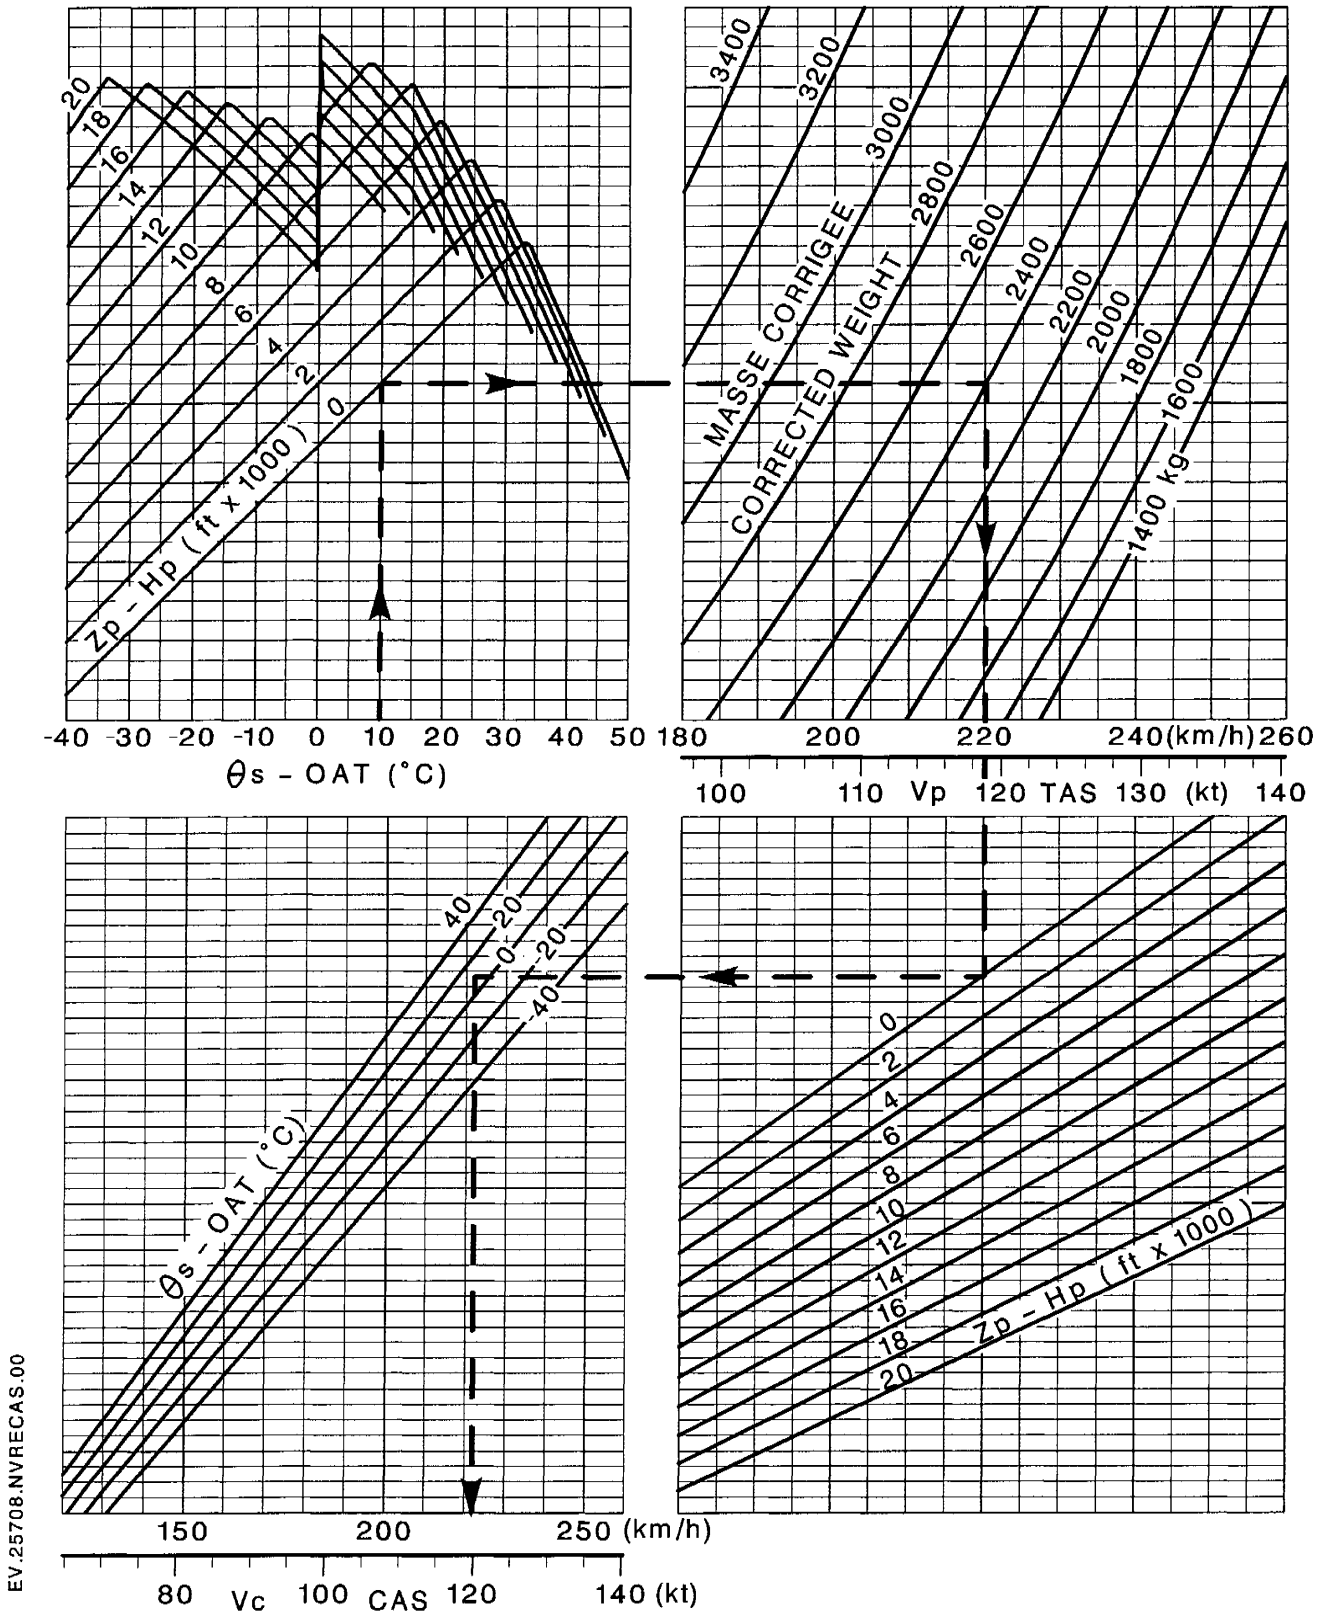 20
18
16
14
12
10
8
6
4
2
0
Zp - Hp ( ft x 1000 )
-40 -30 -20 -10 0 10 20 30 40 50
θs - OAT (°C)
3400
3200
3000
2800
2600
2400
2200
2000
1800
1600
1400 kg
MASSE CORRIGEE
CORRECTED WEIGHT
180 200 220 240 (km/h) 260
100 110 Vp 120 TAS 130 (kt) 140
40
20
0
-20
-40
θs - OAT (°C)
150 200 250 (km/h)
80 Vc 100 CAS 120 140 (kt)
0
2
4
6
8
10
12
14
16
18
20
Zp - Hp ( ft x 1000 )
EV.25708.NVRECAS.00